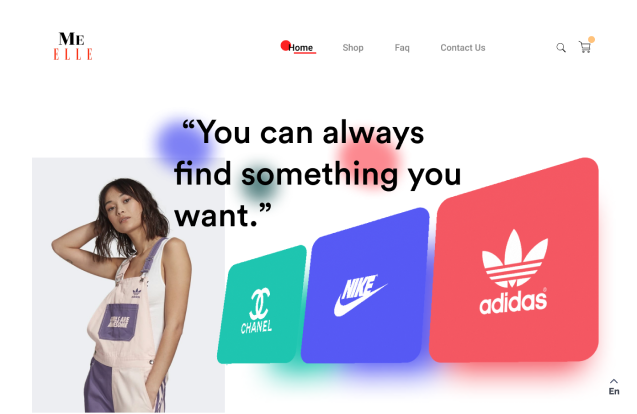 ME
ELLE
Home
Shop
Faq
Contact Us
“You can always
find something you
want.”
CHANEL
NIKE
adidas
En